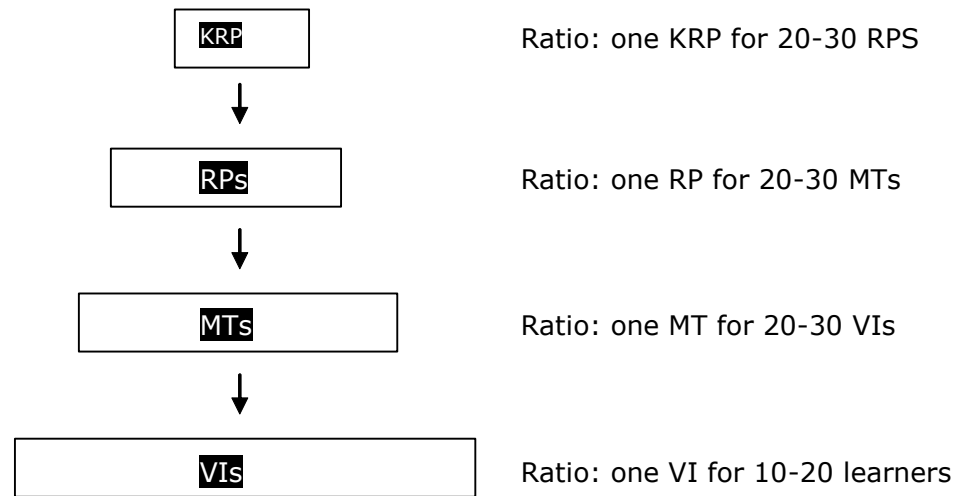 KRP Ratio: one KRP for 20-30 RPS
RPs Ratio: one RP for 20-30 MTs
MTs Ratio: one MT for 20-30 VIs
VIs Ratio: one VI for 10-20 learners